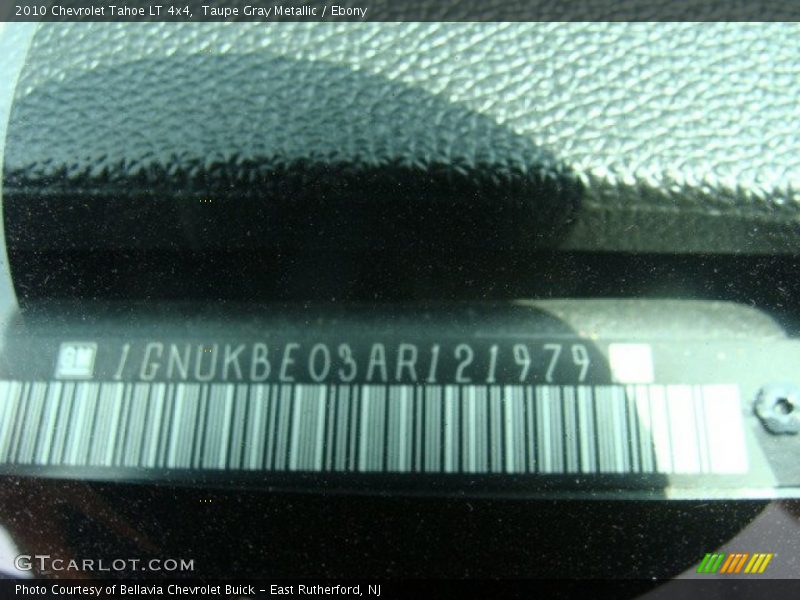 2010 Chevrolet Tahoe LT 4x4, Taupe Gray Metallic / Ebony
GM 1GNUKBE03AR121979
GTCARLOT.COM
Photo Courtesy of Bellavia Chevrolet Buick - East Rutherford, NJ